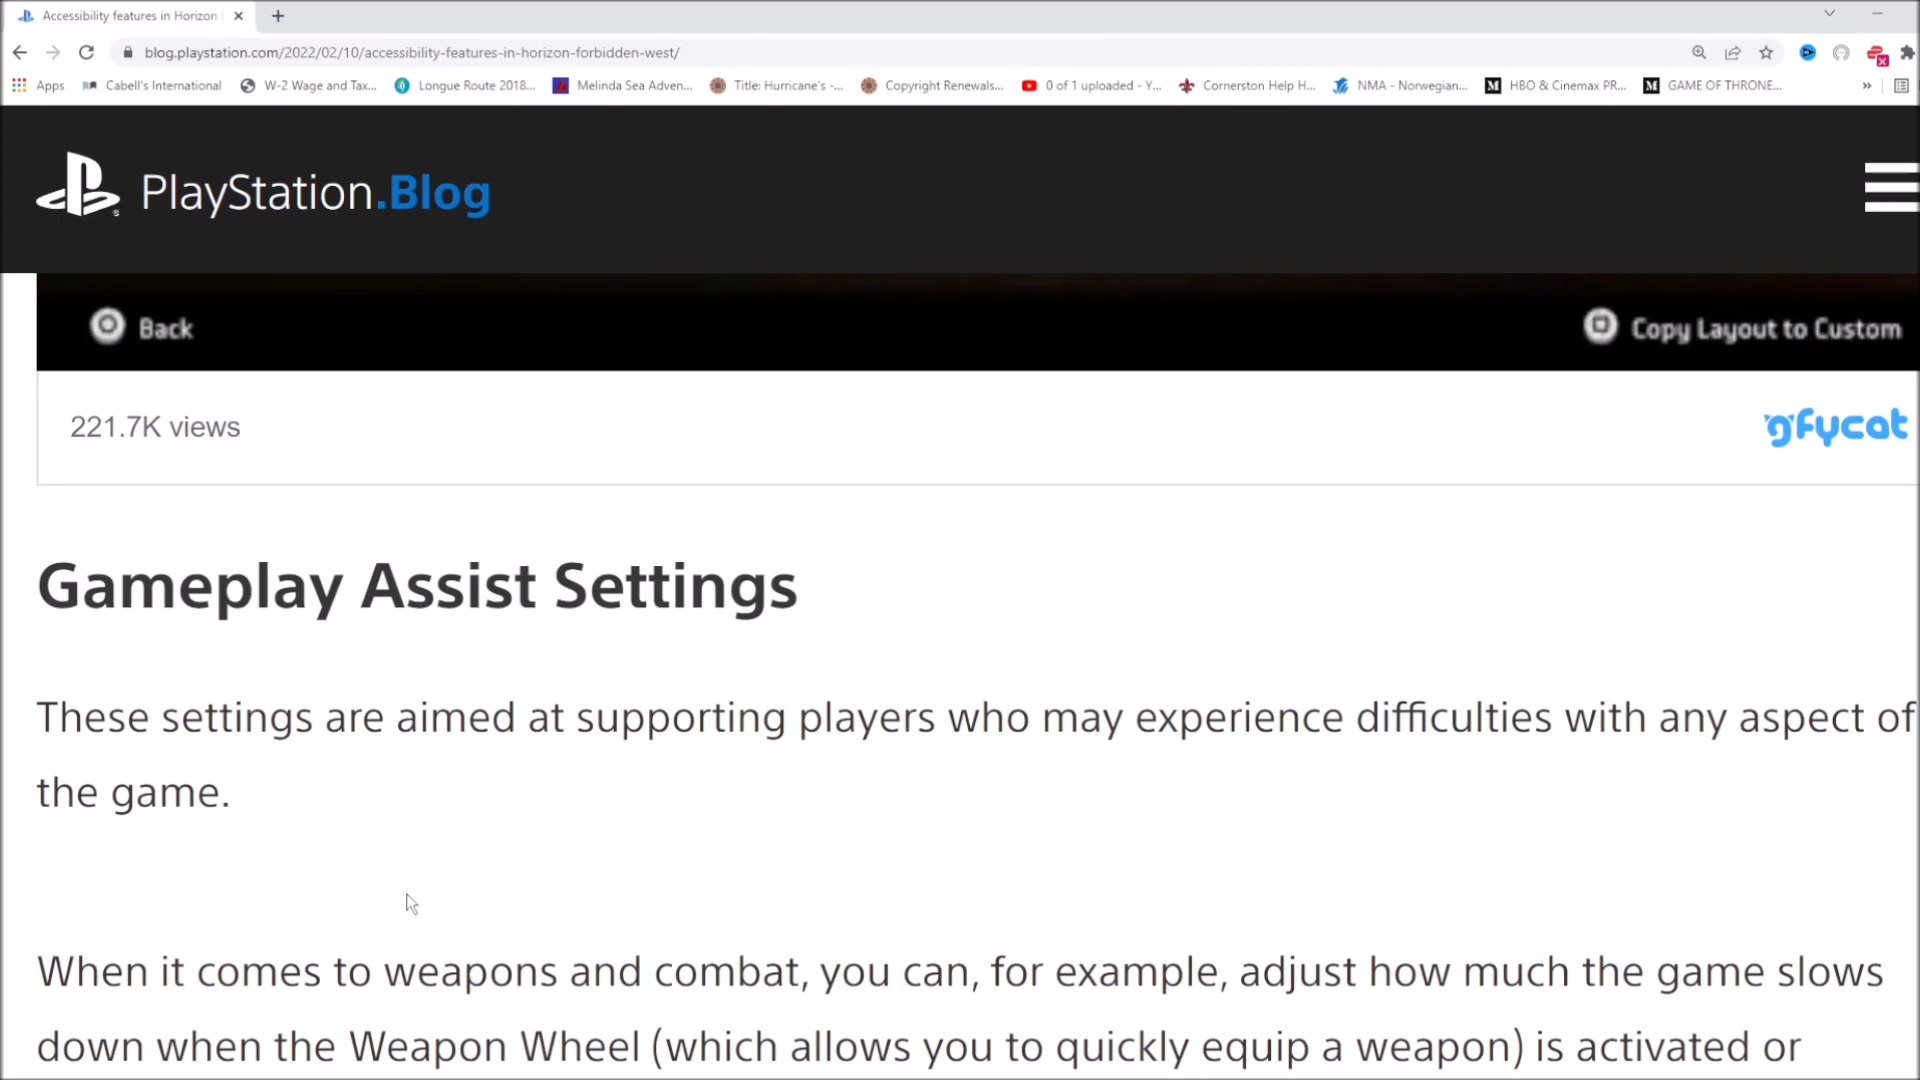 Accessibility features in Horizon
blog.playstation.com/2022/02/10/accessibility-features-in-horizon-forbidden-west/
Apps Cabell's International W-2 Wage and Tax... Longue Route 2018... Melinda Sea Adven... Title: Hurricane's -... Copyright Renewals... 0 of 1 uploaded - Y... Cornerston Help H... NMA - Norwegian... HBO & Cinemax PR... GAME OF THRONE...
PlayStation.Blog
Back Copy Layout to Custom
221.7K views gfycat
Gameplay Assist Settings
These settings are aimed at supporting players who may experience difficulties with any aspect of
the game.
When it comes to weapons and combat, you can, for example, adjust how much the game slows
down when the Weapon Wheel (which allows you to quickly equip a weapon) is activated or